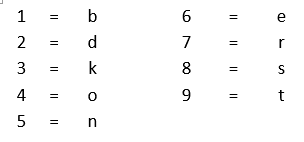 1 = b 6 = e
2 = d 7 = r
3 = k 8 = s
4 = o 9 = t
5 = n